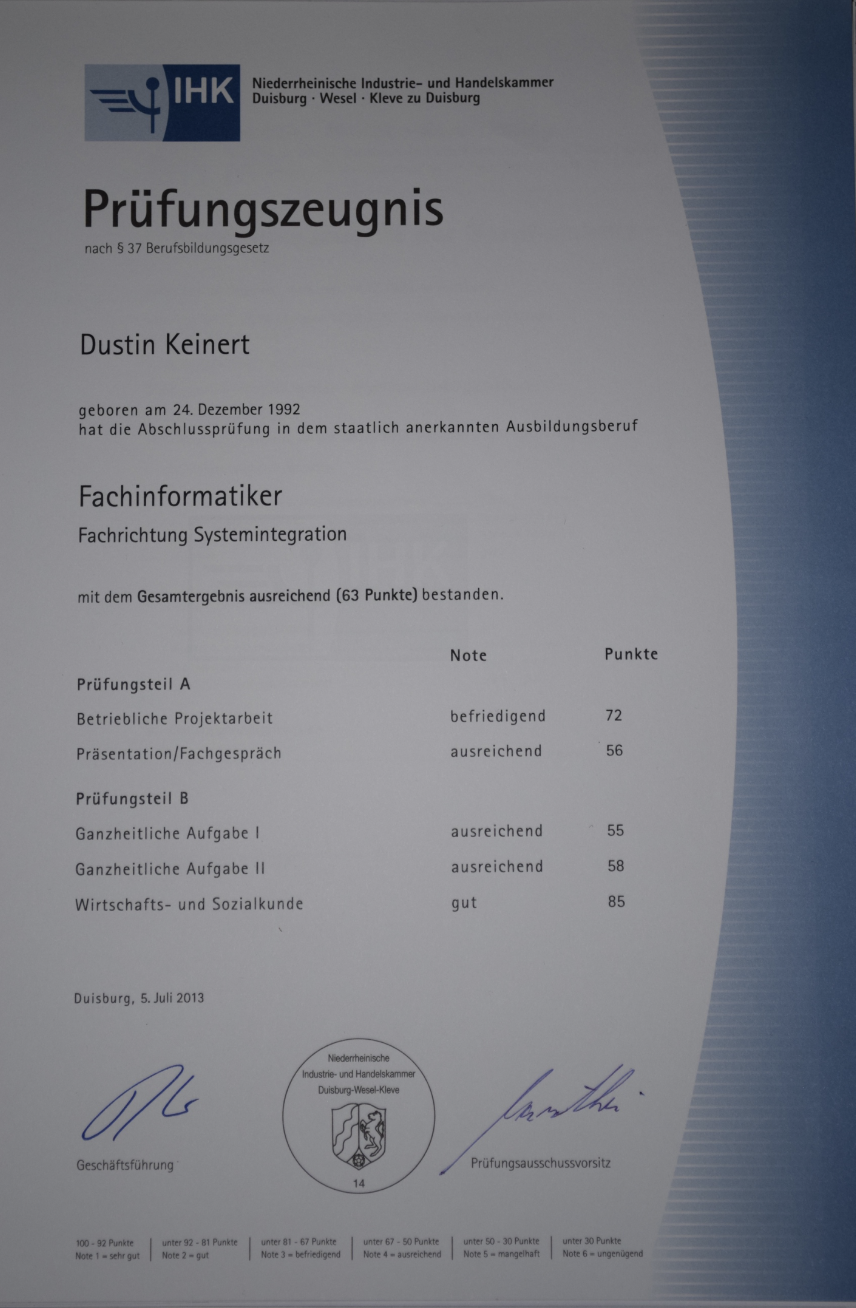 IHK
Niederrheinische Industrie- und Handelskammer
Duisburg · Wesel · Kleve zu Duisburg
Prüfungszeugnis
nach § 37 Berufsbildungsgesetz
Dustin Keinert
geboren am 24. Dezember 1992
hat die Abschlussprüfung in dem staatlich anerkannten Ausbildungsberuf
Fachinformatiker
Fachrichtung Systemintegration
mit dem Gesamtergebnis ausreichend (63 Punkte) bestanden.
Note Punkte
Prüfungsteil A
Betriebliche Projektarbeit befriedigend 72
Präsentation/Fachgespräch ausreichend 56
Prüfungsteil B
Ganzheitliche Aufgabe I ausreichend 55
Ganzheitliche Aufgabe II ausreichend 58
Wirtschafts- und Sozialkunde gut 85
Duisburg, 5. Juli 2013
Niederrheinische
Industrie- und Handelskammer
Duisburg-Wesel-Kleve
14
Geschäftsführung
Prüfungsausschussvorsitz
100 - 92 Punkte unter 92 - 81 Punkte unter 81 - 67 Punkte unter 67 - 50 Punkte unter 50 - 30 Punkte unter 30 Punkte
Note 1 = sehr gut Note 2 = gut Note 3 = befriedigend Note 4 = ausreichend Note 5 = mangelhaft Note 6 = ungenügend